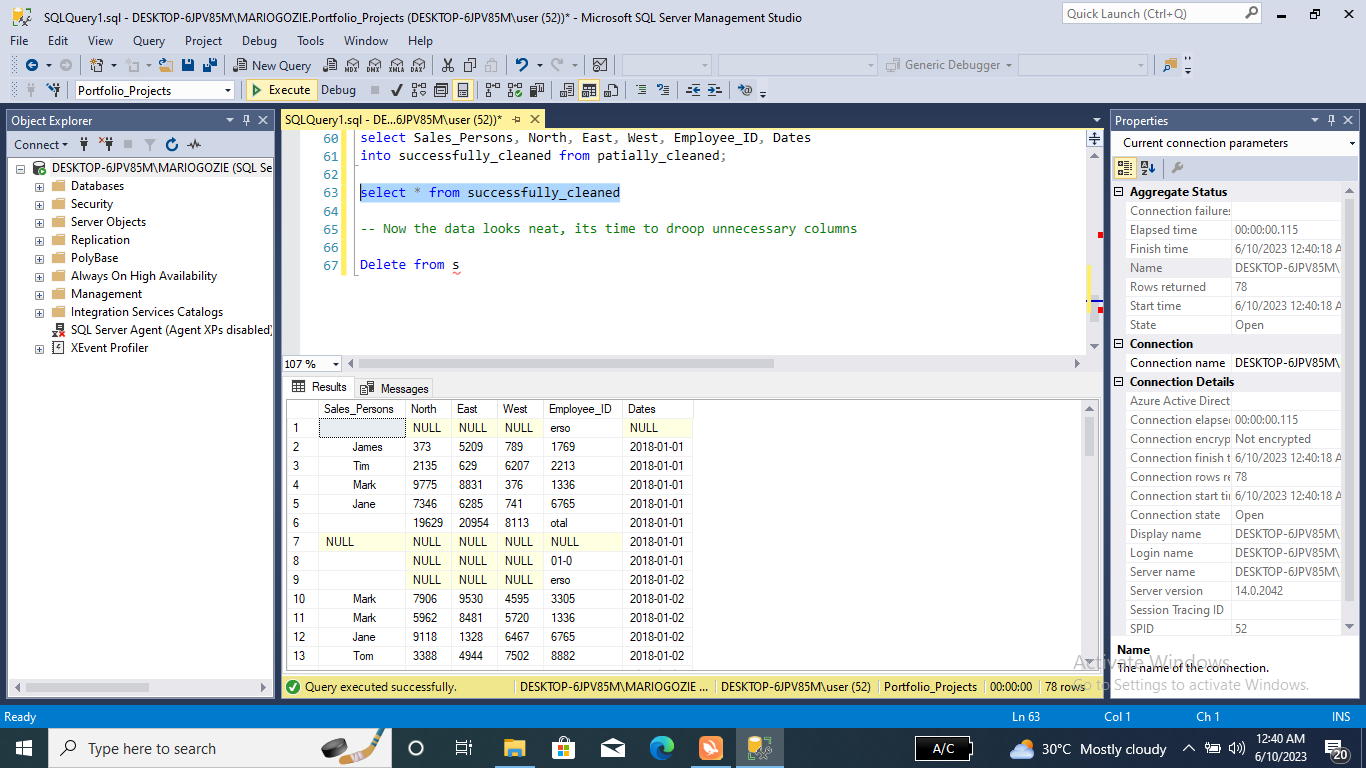 SQLQuery1.sql - DESKTOP-6JPV85M\MARIOGOZIE.Portfolio_Projects (DESKTOP-6JPV85M\user (52))* - Microsoft SQL Server Management Studio
Quick Launch (Ctrl+Q)
File Edit View Query Project Debug Tools Window Help
New Query MDX DMX XMLA DAX Generic Debugger
Portfolio_Projects Execute Debug
Object Explorer
Connect
DESKTOP-6JPV85M\MARIOGOZIE (SQL Se
Databases
Security
Server Objects
Replication
PolyBase
Always On High Availability
Management
Integration Services Catalogs
SQL Server Agent (Agent XPs disabled)
XEvent Profiler
SQLQuery1.sql - DE...6JPV85M\user (52))*
60 select Sales_Persons, North, East, West, Employee_ID, Dates
61 into successfully_cleaned from patially_cleaned;
62
63 select * from successfully_cleaned
64
65 -- Now the data looks neat, its time to droop unnecessary columns
66
67 Delete from s
107 %
Results Messages
Sales_Persons North East West Employee_ID Dates
1 NULL NULL NULL erso NULL
2 James 373 5209 789 1769 2018-01-01
3 Tim 2135 629 6207 2213 2018-01-01
4 Mark 9775 8831 376 1336 2018-01-01
5 Jane 7346 6285 741 6765 2018-01-01
6 19629 20954 8113 otal 2018-01-01
7 NULL NULL NULL NULL NULL 2018-01-01
8 NULL NULL NULL 01-0 2018-01-01
9 NULL NULL NULL erso 2018-01-02
10 Mark 7906 9530 4595 3305 2018-01-02
11 Mark 5962 8481 5720 1336 2018-01-02
12 Jane 9118 1328 6467 6765 2018-01-02
13 Tom 3388 4944 7502 8882 2018-01-02
Query executed successfully. DESKTOP-6JPV85M\MARIOGOZIE ... DESKTOP-6JPV85M\user (52) Portfolio_Projects 00:00:00 78 rows
Properties
Current connection parameters
Aggregate Status
Connection failures
Elapsed time 00:00:00.115
Finish time 6/10/2023 12:40:18 A
Name DESKTOP-6JPV85M\
Rows returned 78
Start time 6/10/2023 12:40:18 A
State Open
Connection
Connection name DESKTOP-6JPV85M\
Connection Details
Azure Active Direct
Connection elapse 00:00:00.115
Connection encryp Not encrypted
Connection finish t 6/10/2023 12:40:18 A
Connection rows re 78
Connection start ti 6/10/2023 12:40:18 A
Connection state Open
Display name DESKTOP-6JPV85M\
Login name DESKTOP-6JPV85M\
Server name DESKTOP-6JPV85M\
Server version 14.0.2042
Session Tracing ID
SPID 52
Name
The name of the connection.
Activate Windows
Go to Settings to activate Windows.
Ready Ln 63 Col 1 Ch 1 INS
Type here to search
A/C
30°C Mostly cloudy
12:40 AM
6/10/2023
20